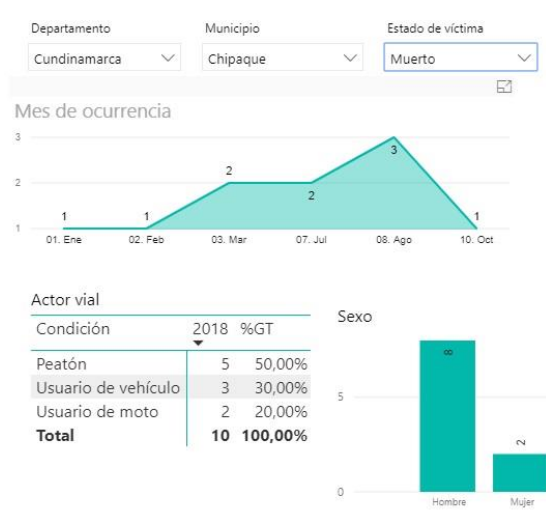 Departamento Municipio Estado de víctima
Cundinamarca Chipaque Muerto
Mes de ocurrencia
3
3
2
2
2
1
1
1
1
01. Ene 02. Feb 03. Mar 07. Jul 08. Ago 10. Oct
Actor vial
Condición 2018 %GT
Peatón 5 50,00%
Usuario de vehículo 3 30,00%
Usuario de moto 2 20,00%
Total 10 100,00%
Sexo
8
5
2
0
Hombre Mujer